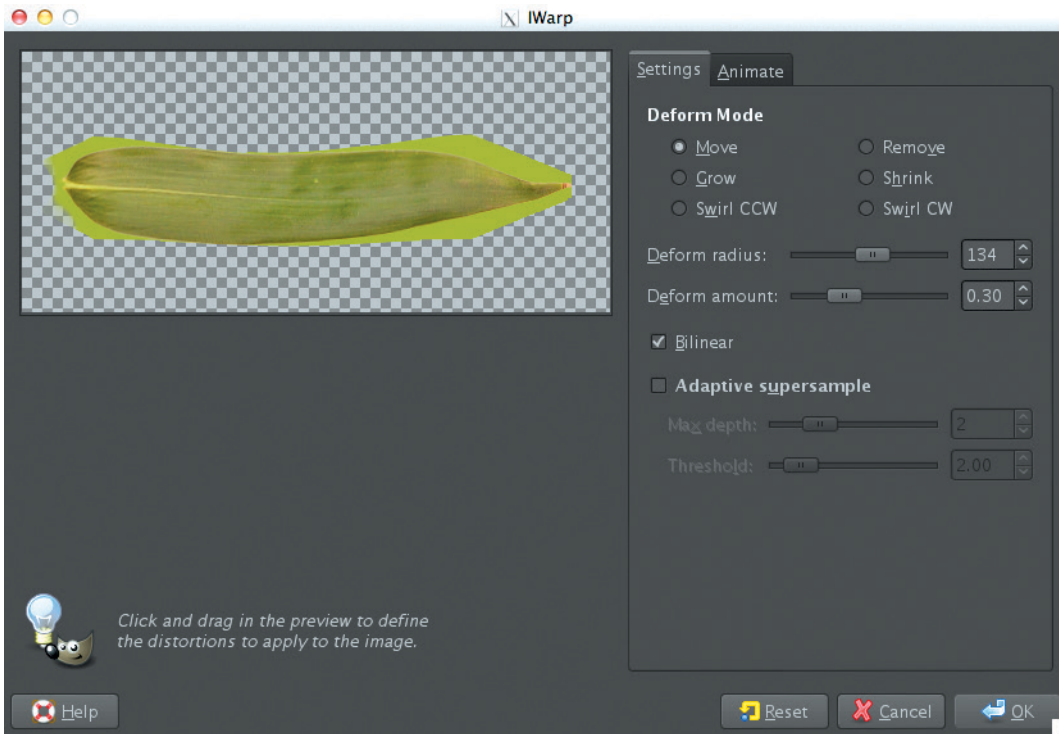 IWarp
Settings Animate
Deform Mode
Move Remove
Grow Shrink
Swirl CCW Swirl CW
Deform radius: 134
Deform amount: 0.30
Bilinear
Adaptive supersample
Max depth: 2
Threshold: 2.00
Click and drag in the preview to define
the distortions to apply to the image.
Help Reset Cancel OK